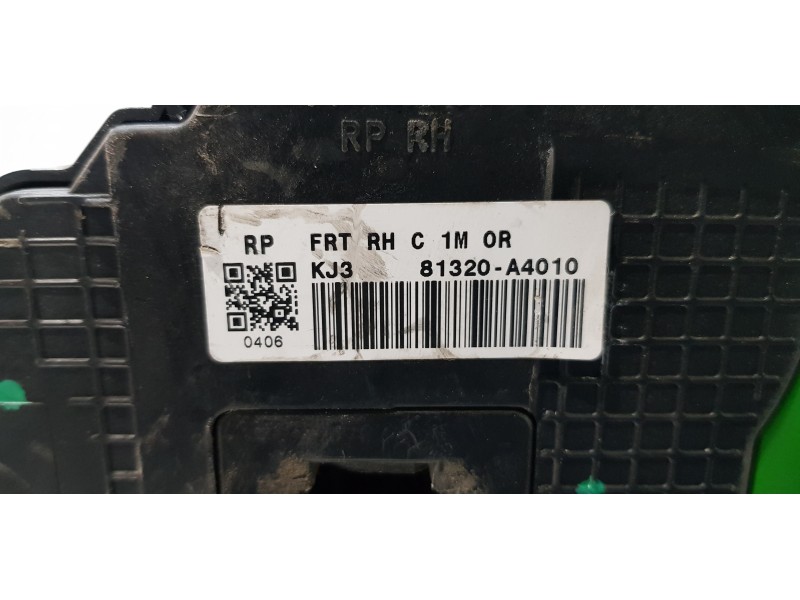 RP RH
RP FRT RH C 1M OR
KJ3 81320-A4010
0406